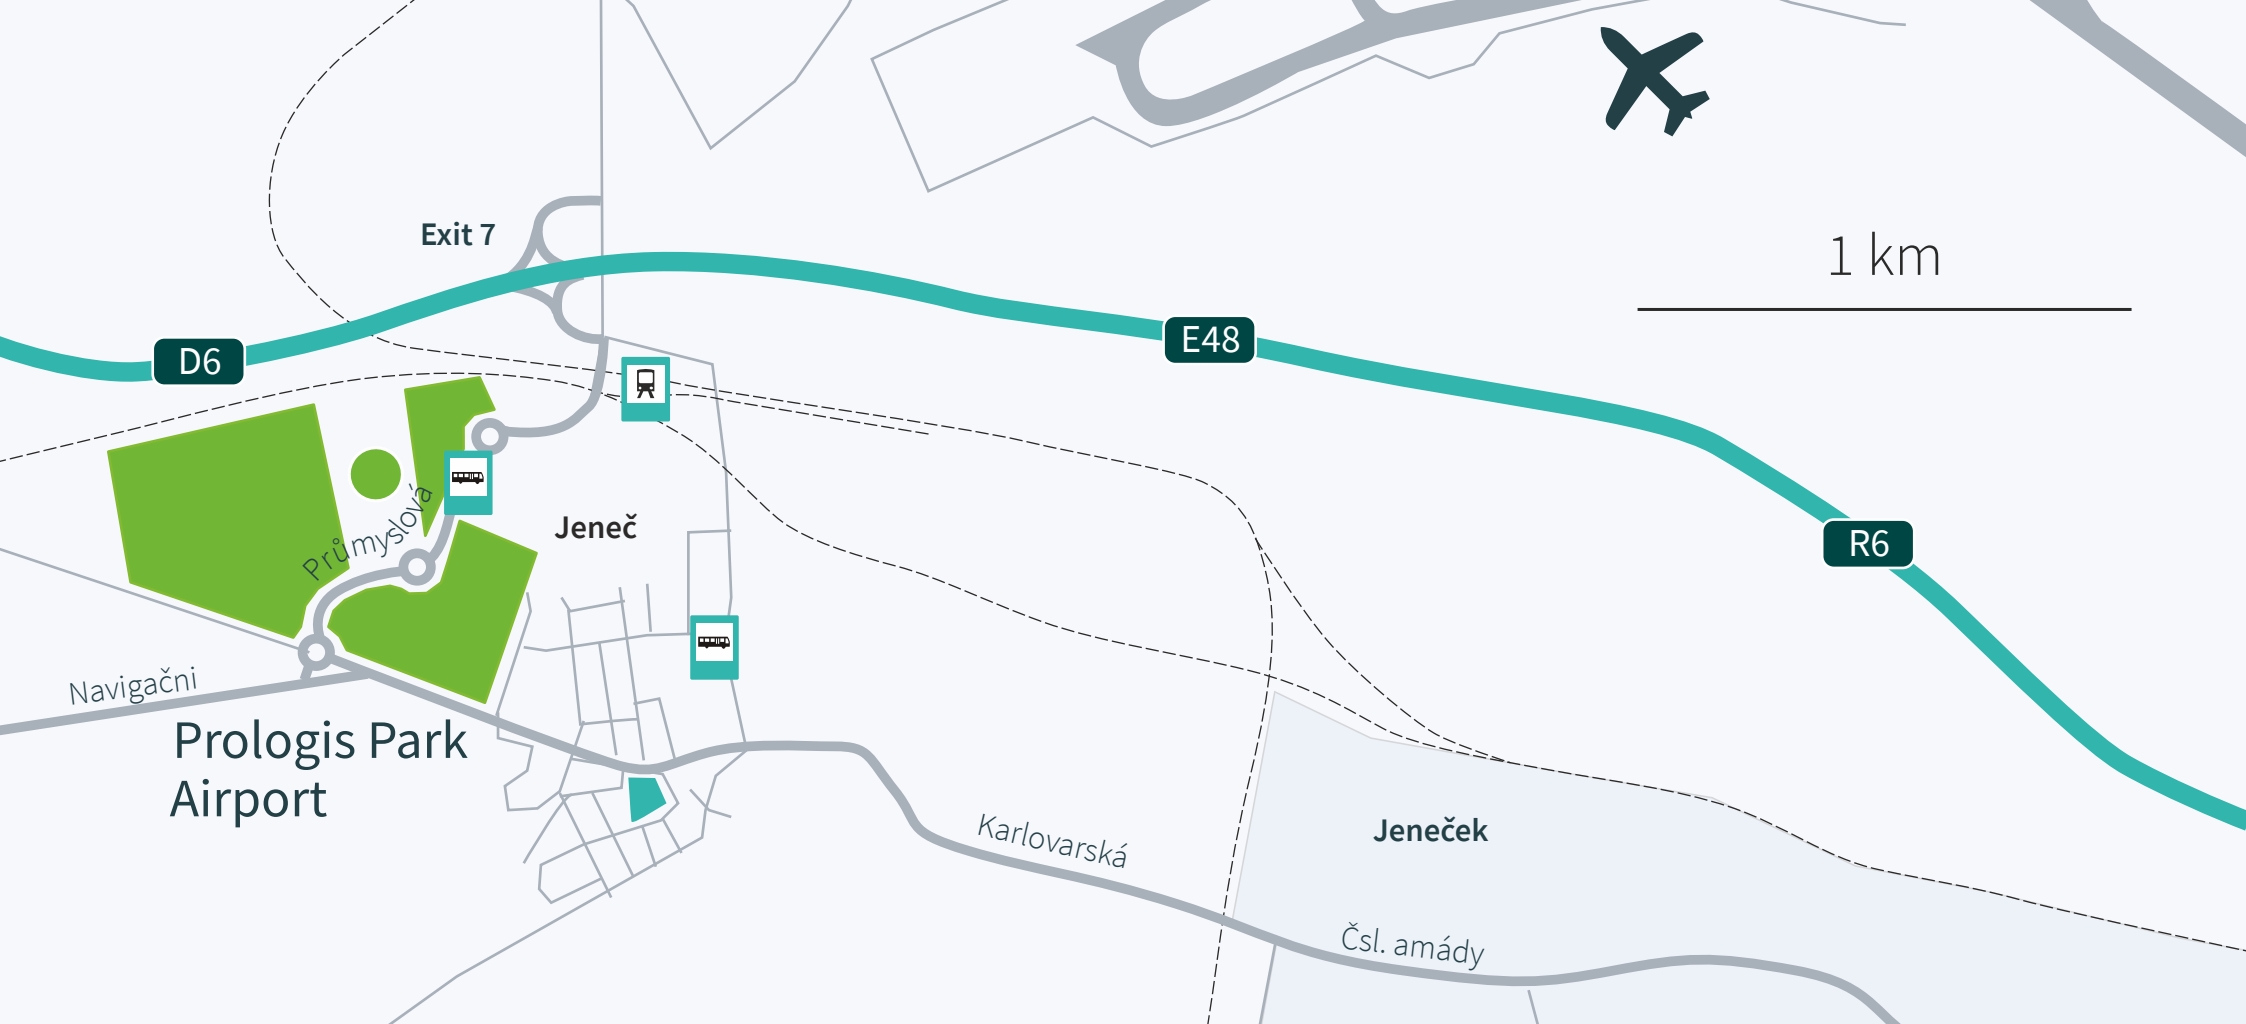 Exit 7
1 km
D6
E48
Průmyslová
Jeneč
R6
Navigačni
Prologis Park
Airport
Karlovarská
Jeneček
Čsl. amády